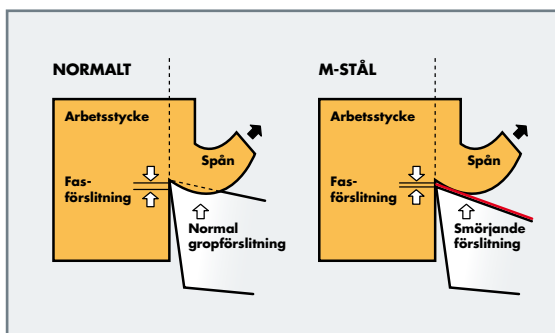 NORMALT
Arbetsstycke
Spån
Fas-
förslitning
Normal
gropförslitning
M-STÅL
Arbetsstycke
Spån
Fas-
förslitning
Smörjande
förslitning